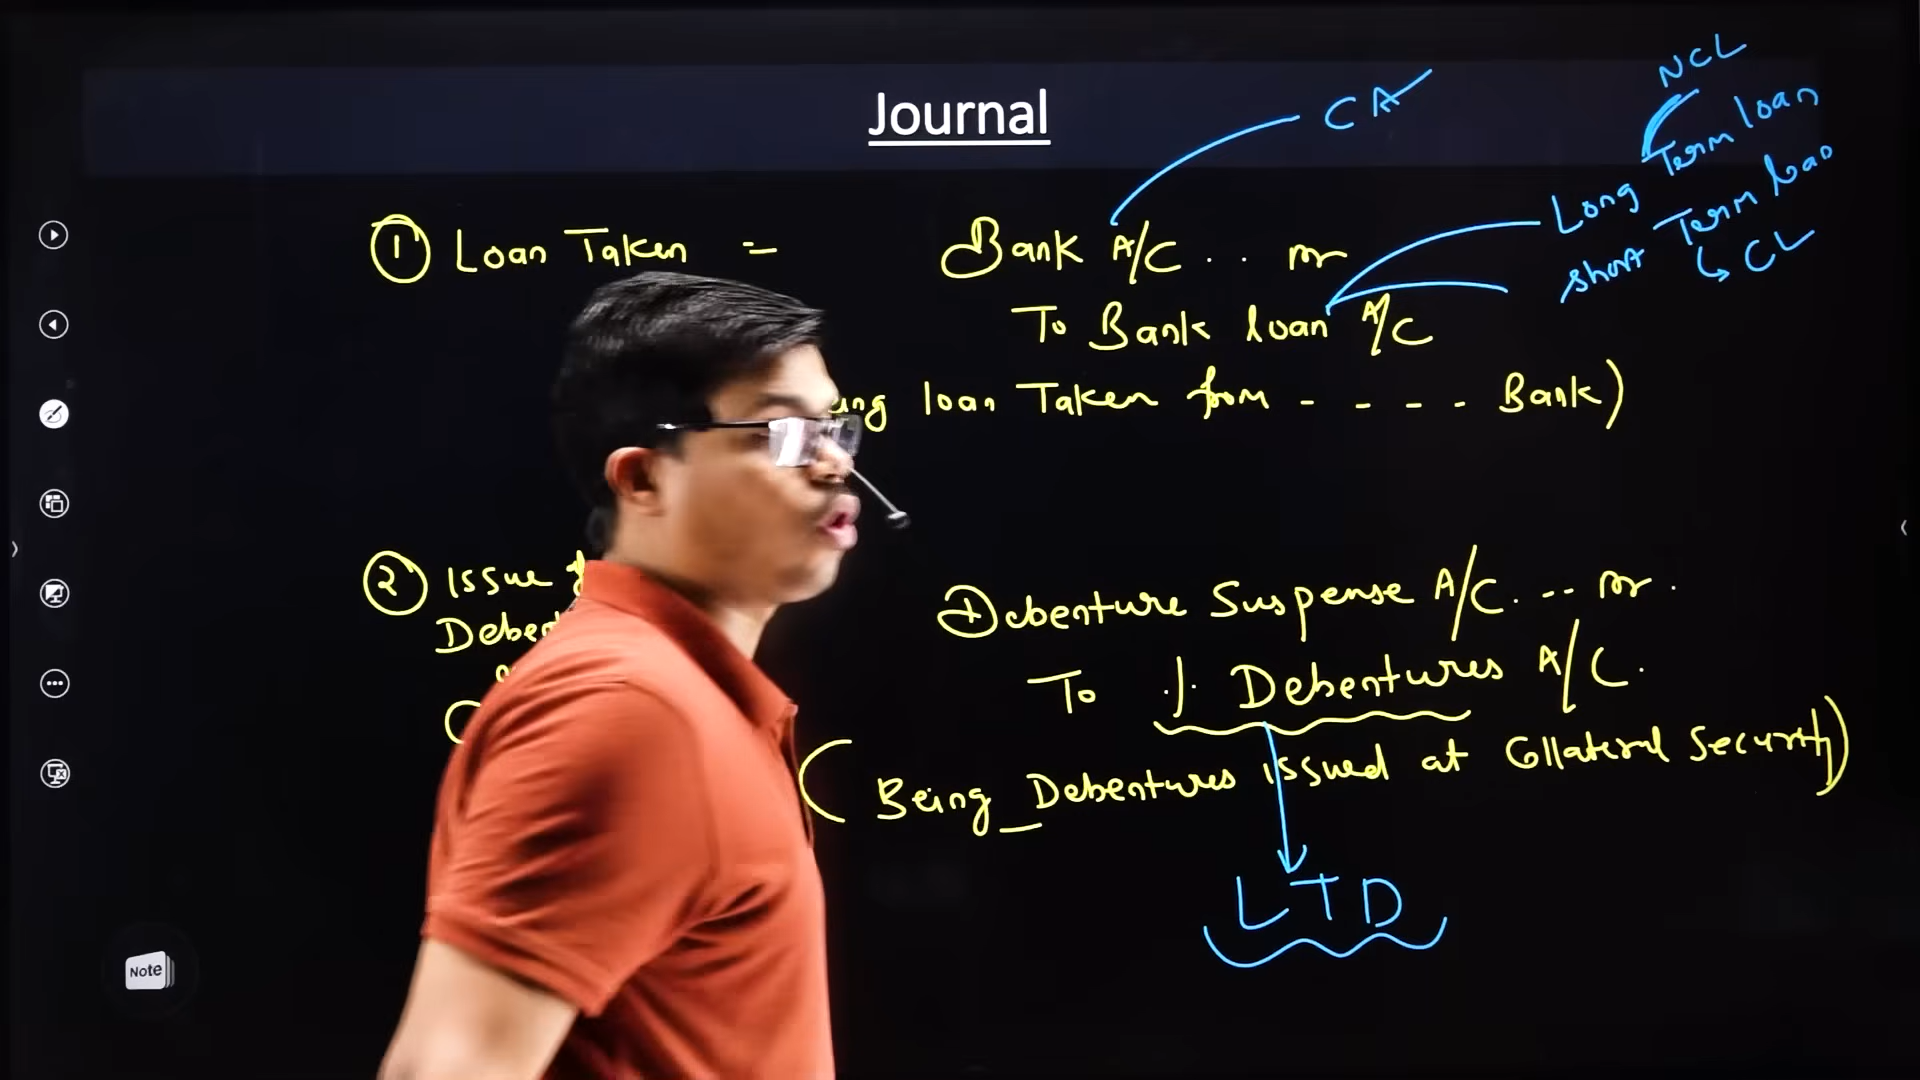 Journal
CA
NCL
Long Term loan
Short Term loan
↳ CL
① Loan Taken = Bank A/C .. Dr
To Bank loan A/C
loan Taken from - - - - Bank)
② Issue
Debenture Suspense A/C. -- Dr.
To % Debentures A/C.
(Being Debentures issued at Collateral Security)
LTD
Note